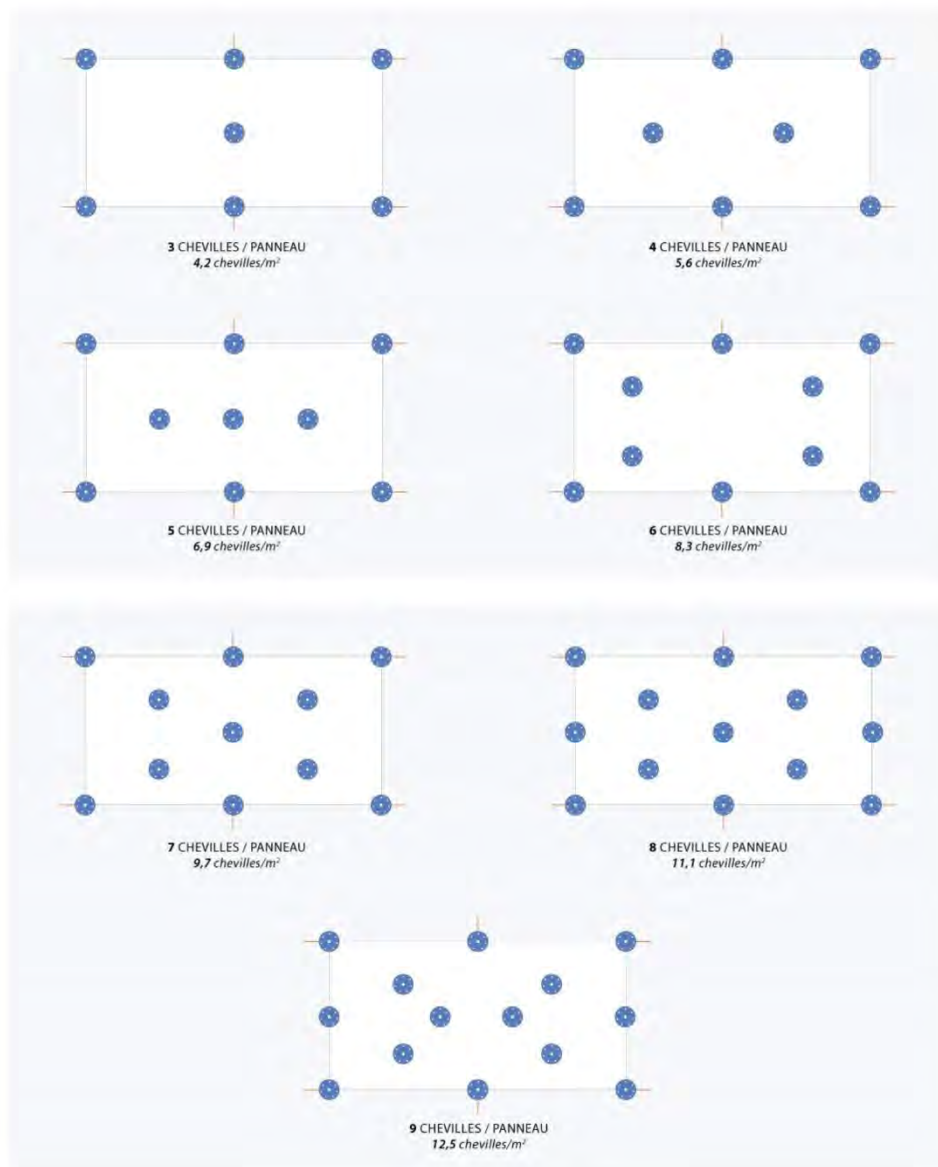 3 CHEVILLES / PANNEAU
4,2 chevilles/m²
4 CHEVILLES / PANNEAU
5,6 chevilles/m²
5 CHEVILLES / PANNEAU
6,9 chevilles/m²
6 CHEVILLES / PANNEAU
8,3 chevilles/m²
7 CHEVILLES / PANNEAU
9,7 chevilles/m²
8 CHEVILLES / PANNEAU
11,1 chevilles/m²
9 CHEVILLES / PANNEAU
12,5 chevilles/m²